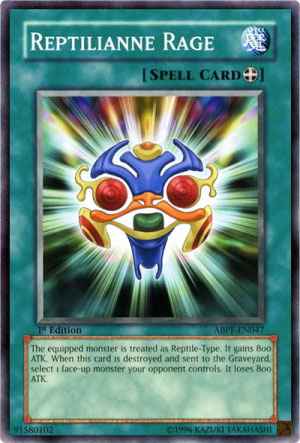 Reptilianne Rage
魔
[Spell Card]
1st Edition
ABPF-EN047
The equipped monster is treated as Reptile-Type. It gains 800
ATK. When this card is destroyed and sent to the Graveyard,
select 1 face-up monster your opponent controls. It loses 800
ATK.
91580102
©1996 KAZUKI TAKAHASHI